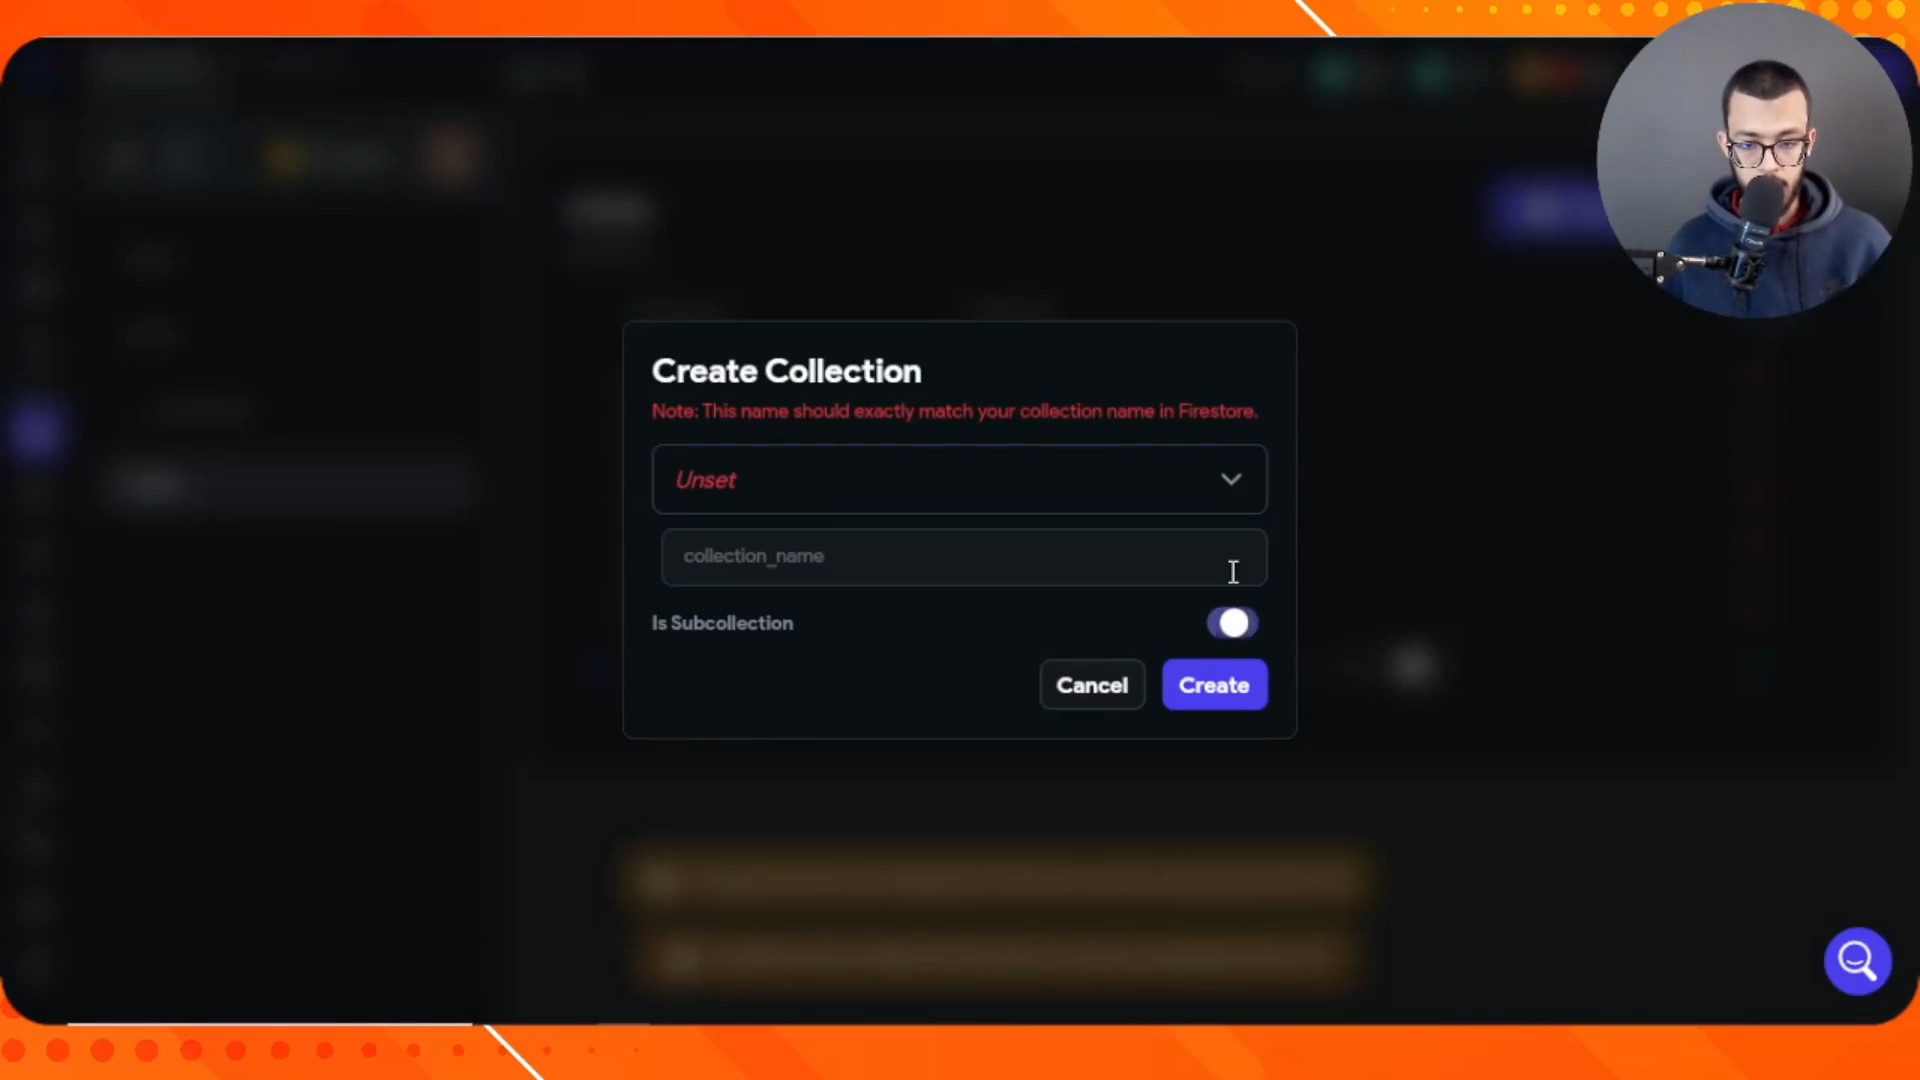 Create Collection
Note: This name should exactly match your collection name in Firestore.
Unset
collection_name
Is Subcollection
Cancel
Create